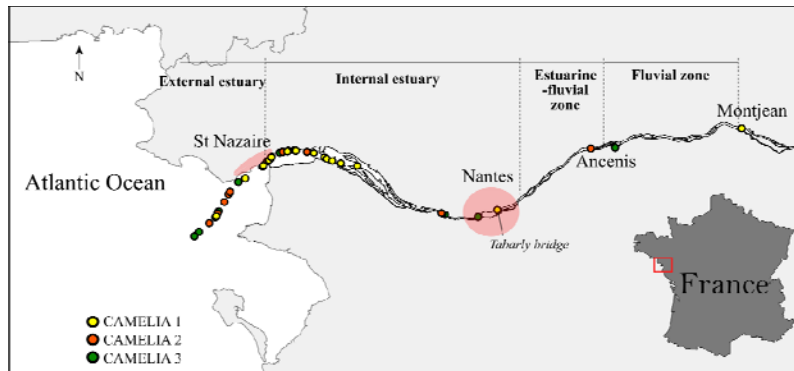 External estuary
Internal estuary
Estuarine
-fluvial
zone
Fluvial zone
N
Montjean
St Nazaire
Ancenis
Atlantic Ocean
Nantes
Tabarly bridge
France
CAMELIA 1
CAMELIA 2
CAMELIA 3